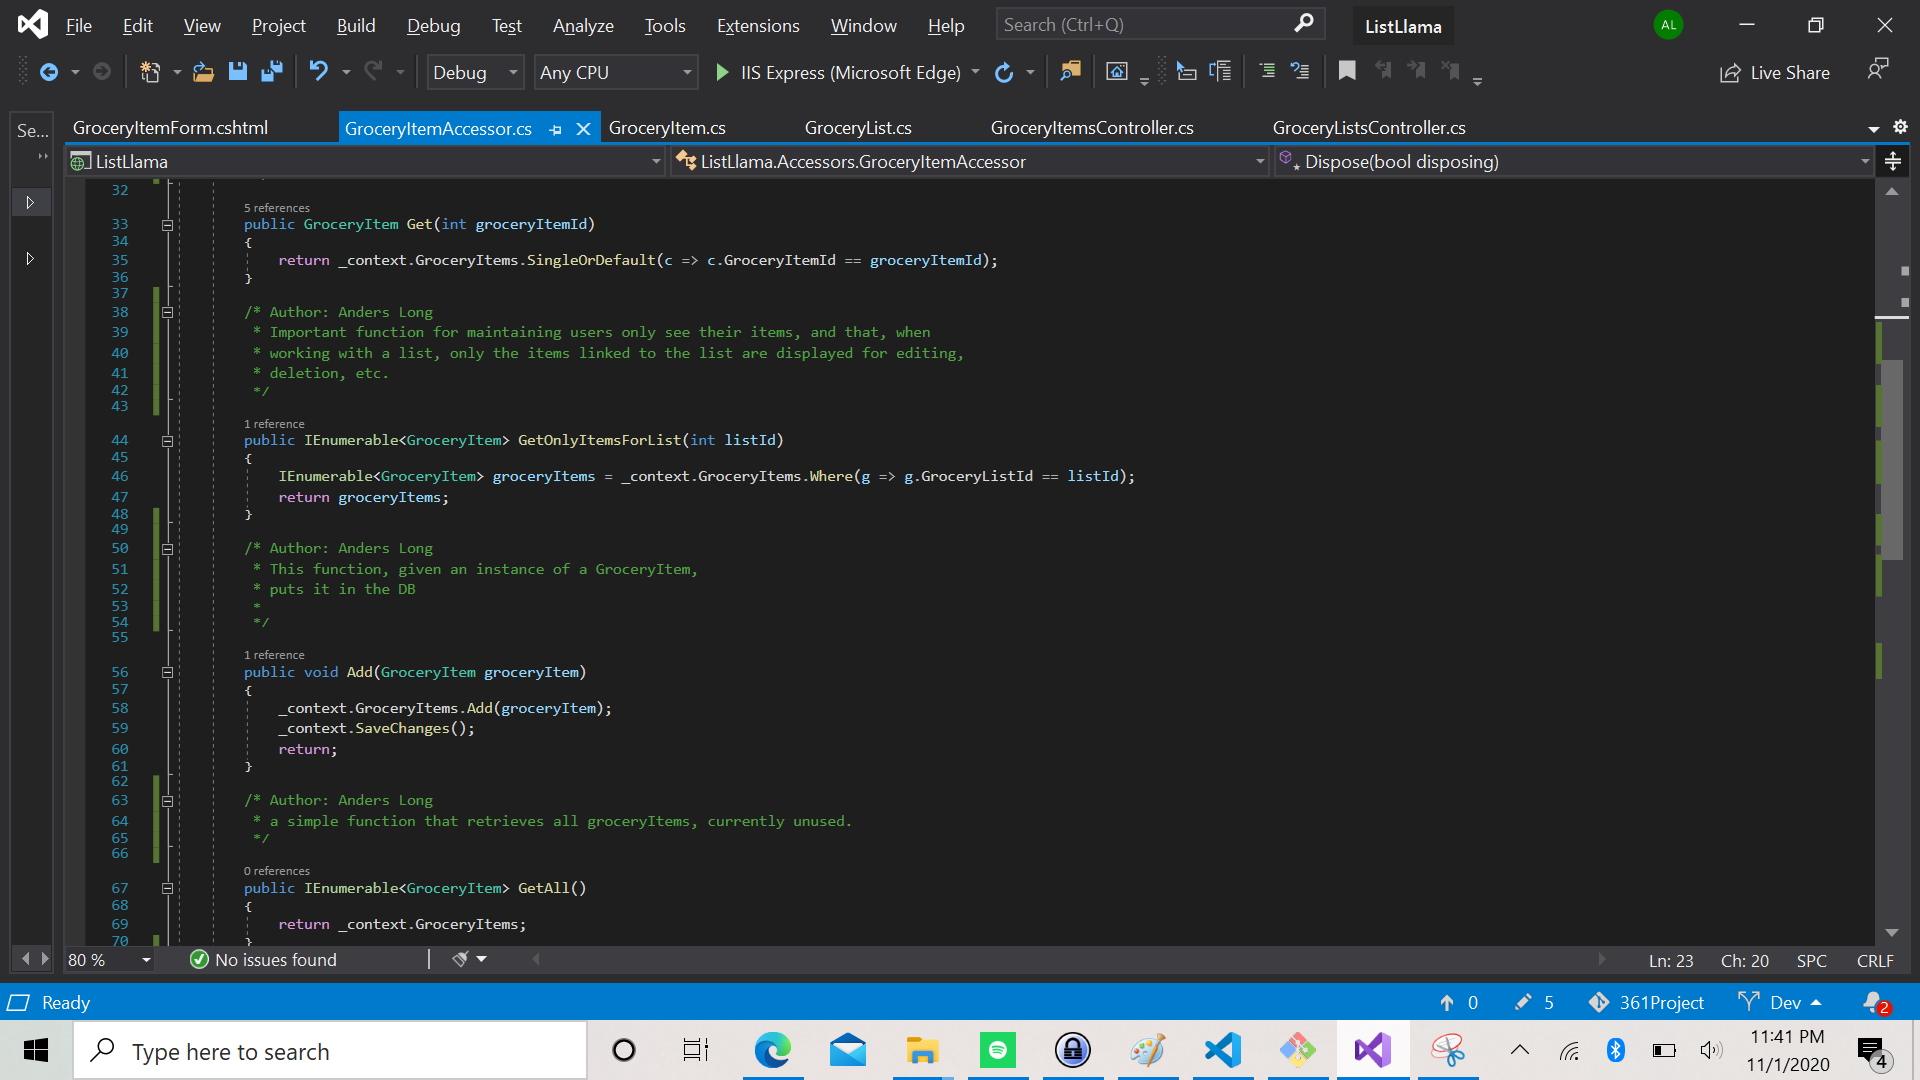 File Edit View Project Build Debug Test Analyze Tools Extensions Window Help Search (Ctrl+Q) ListLlama AL
Debug Any CPU IIS Express (Microsoft Edge) Live Share
Se... GroceryItemForm.cshtml GroceryItemAccessor.cs GroceryItem.cs GroceryList.cs GroceryItemsController.cs GroceryListsController.cs
ListLlama ListLlama.Accessors.GroceryItemAccessor Dispose(bool disposing)
32
5 references
33 public GroceryItem Get(int groceryItemId)
34 {
35 return _context.GroceryItems.SingleOrDefault(c => c.GroceryItemId == groceryItemId);
36 }
37
38 /* Author: Anders Long
39 * Important function for maintaining users only see their items, and that, when
40 * working with a list, only the items linked to the list are displayed for editing,
41 * deletion, etc.
42 */
43
1 reference
44 public IEnumerable<GroceryItem> GetOnlyItemsForList(int listId)
45 {
46 IEnumerable<GroceryItem> groceryItems = _context.GroceryItems.Where(g => g.GroceryListId == listId);
47 return groceryItems;
48 }
49
50 /* Author: Anders Long
51 * This function, given an instance of a GroceryItem,
52 * puts it in the DB
53 *
54 */
55
1 reference
56 public void Add(GroceryItem groceryItem)
57 {
58 _context.GroceryItems.Add(groceryItem);
59 _context.SaveChanges();
60 return;
61 }
62
63 /* Author: Anders Long
64 * a simple function that retrieves all groceryItems, currently unused.
65 */
66
0 references
67 public IEnumerable<GroceryItem> GetAll()
68 {
69 return _context.GroceryItems;
70 }
80 % No issues found Ln: 23 Ch: 20 SPC CRLF
Ready 0 5 361Project Dev 2
Type here to search 11:41 PM
11/1/2020 4